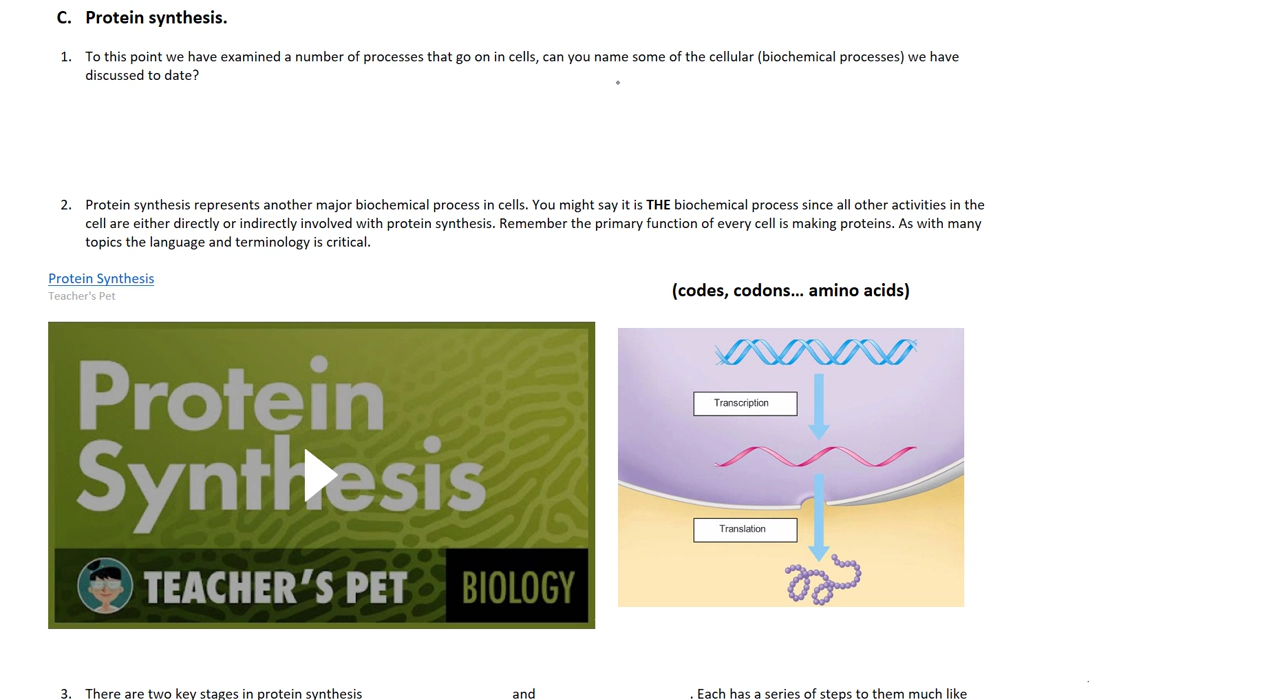 C. Protein synthesis.
1. To this point we have examined a number of processes that go on in cells, can you name some of the cellular (biochemical processes) we have
discussed to date?
2. Protein synthesis represents another major biochemical process in cells. You might say it is THE biochemical process since all other activities in the
cell are either directly or indirectly involved with protein synthesis. Remember the primary function of every cell is making proteins. As with many
topics the language and terminology is critical.
Protein Synthesis
Teacher's Pet
Protein
Synthesis
TEACHER'S PET BIOLOGY
(codes, codons... amino acids)
Transcription
Translation
3. There are two key stages in protein synthesis and . Each has a series of steps to them much like